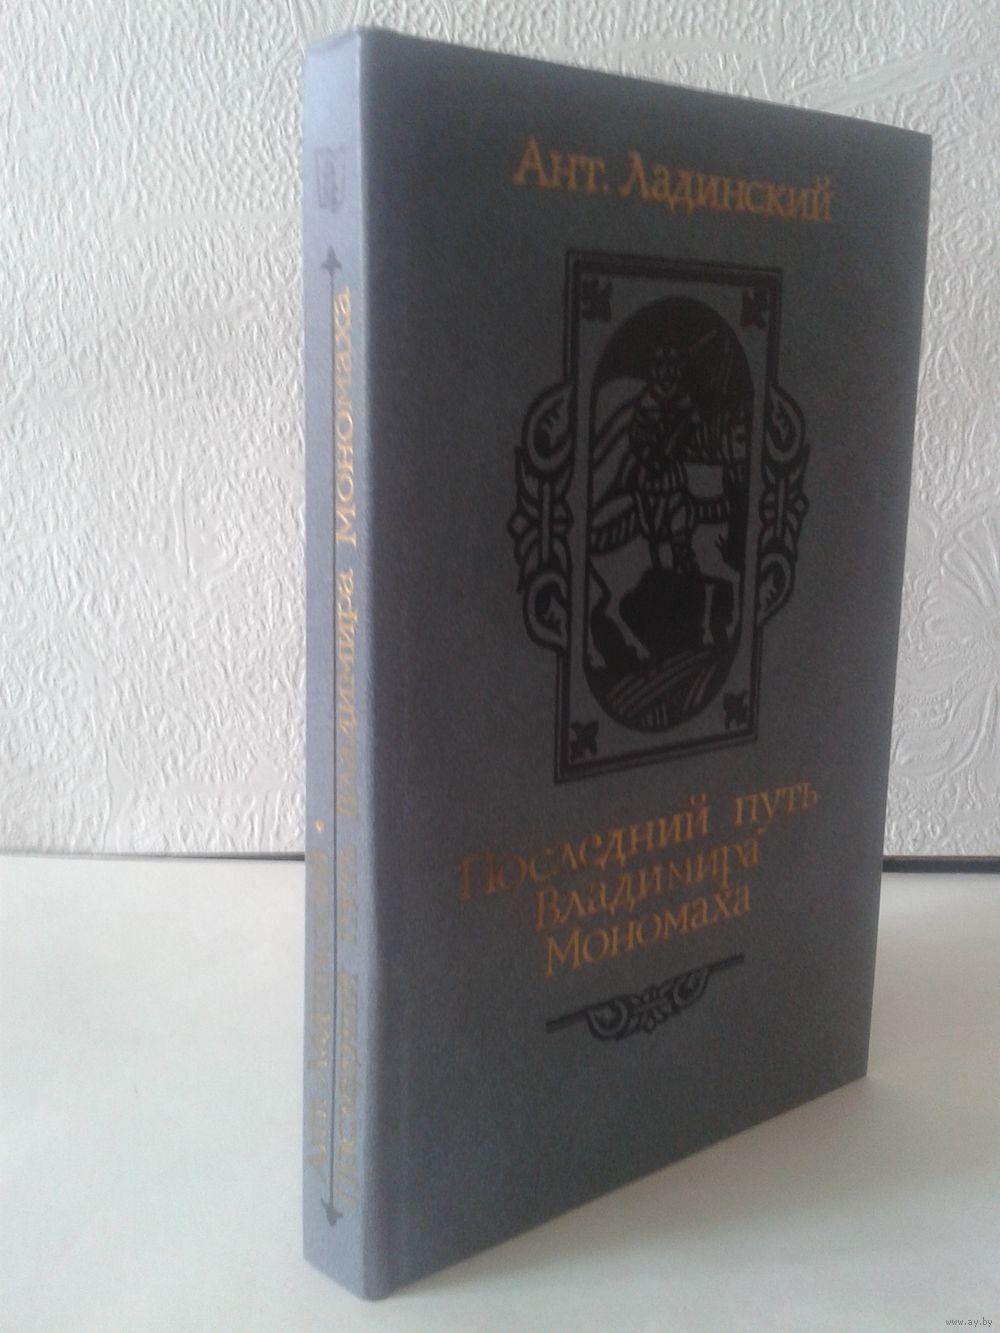 Ант. Ладинский
Последний путь
Владимира
Мономаха
Ант. Ладинский •
Последний путь Владимира Мономаха
www.ay.by